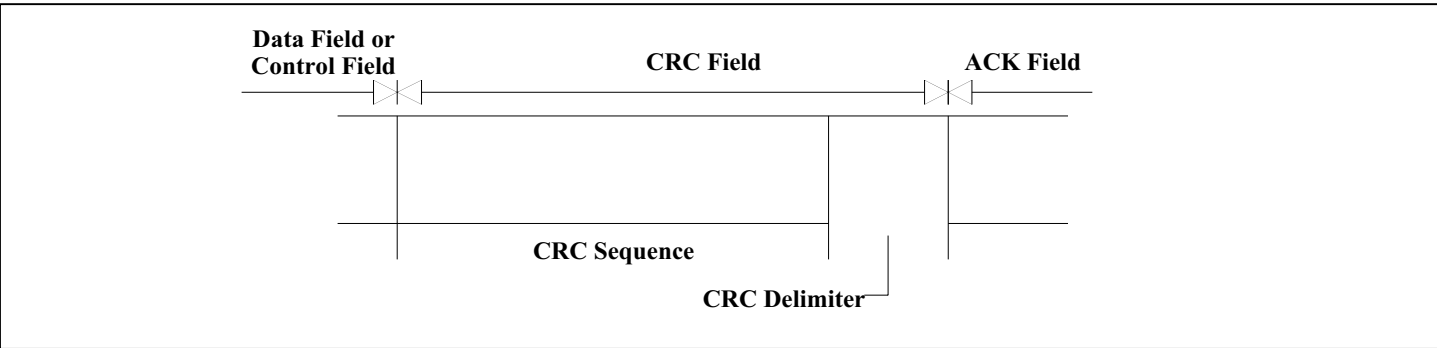 Data Field or
Control Field
CRC Field
ACK Field
CRC Sequence
CRC Delimiter